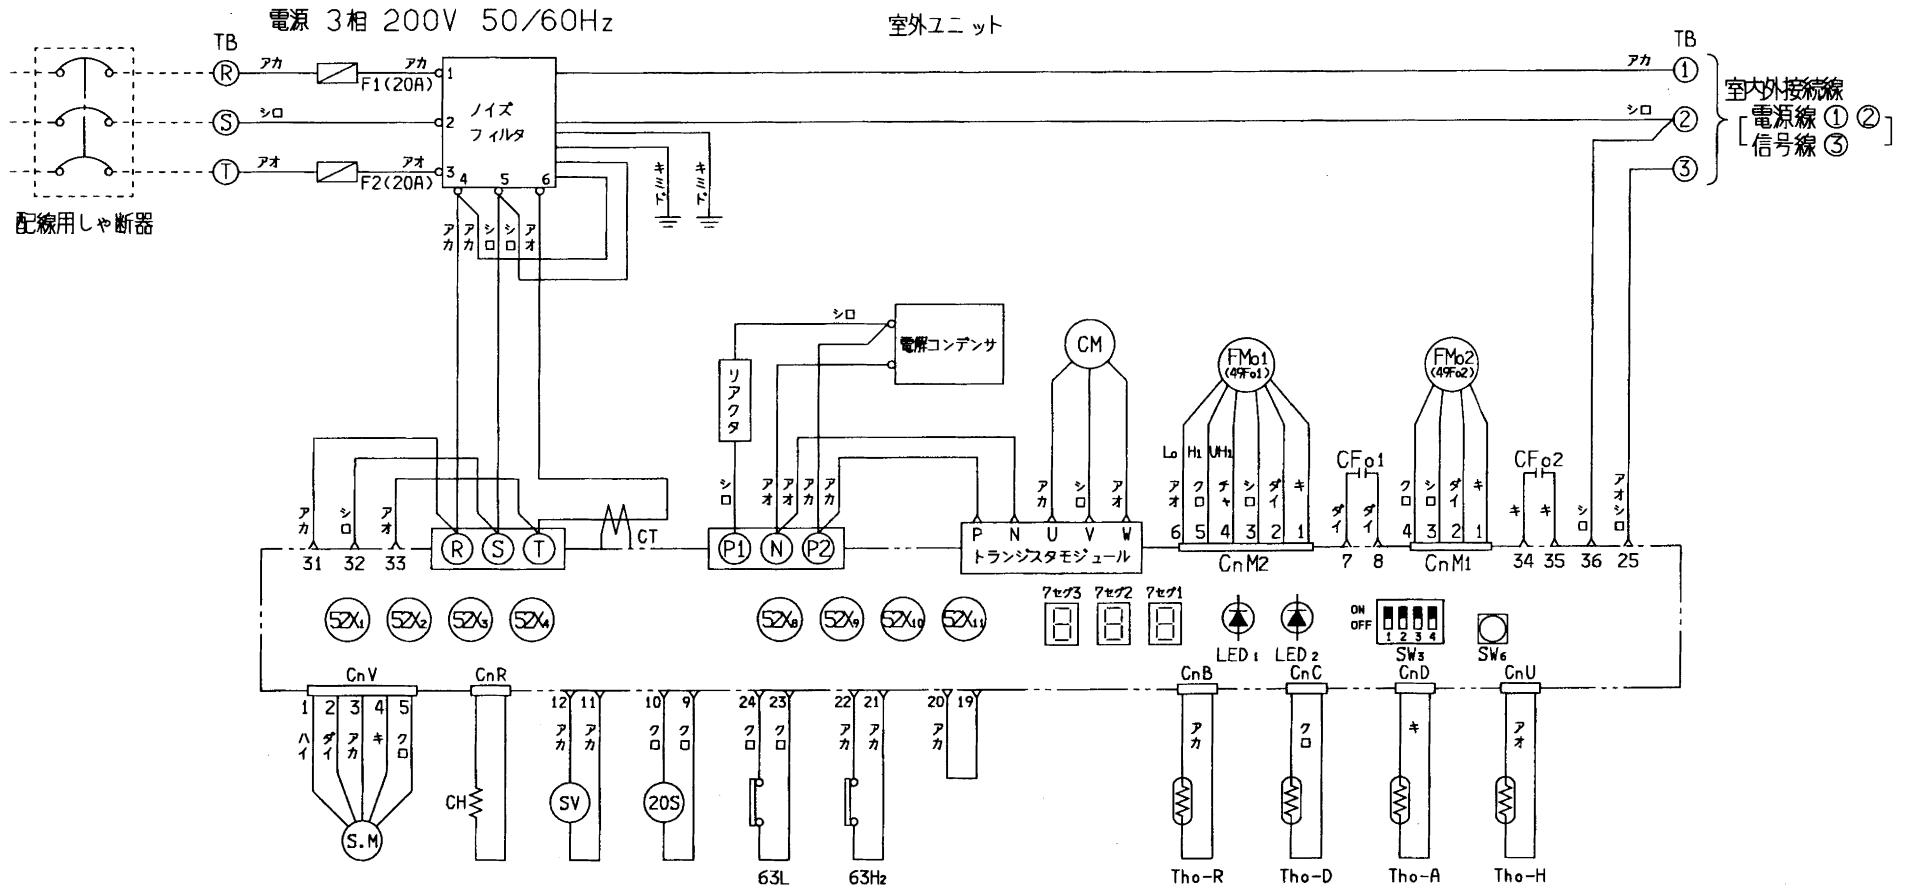 電源 3相 200V 50/60Hz
室外ユニット
TB
R アカ アカ 1
F1(20A)
S シロ 2
T アオ アオ 3
F2(20A)
ノイズ
フィルタ
4 5 6
配線用しゃ断器
キミド
キミド
アカ アカ シロ シロ アオ
TB
アカ 1
シロ 2
3
室内外接続線
電源線 ① ②
信号線 ③
シロ
電解コンデンサ
リアクタ
CM
FMo1
(49Fo1)
FMo2
(49Fo2)
Lo Hi UHi
CFo1
CFo2
アカ シロ アオ
シロ アオ アオ アカ アカ
アカ シロ アオ
アオ クロ チャ シロ ダイ キ
ダイ ダイ
クロ シロ ダイ キ
キ キ
シロ
アオシロ
CT
31 32 33
R S T
P1 N P2
P N U V W
トランジスタモジュール
6 5 4 3 2 1
CnM2
7 8
4 3 2 1
CnM1
34 35 36 25
52X1 52X2 52X3 52X4
52X8 52X9 52X10 52X11
7セグ3 7セグ2 7セグ1
LED1 LED2
ON
OFF
1 2 3 4
SW3
SW6
CnV
CnR
CnB
CnC
CnD
CnU
1 2 3 4 5
12 11
10 9
24 23
22 21
20 19
ハイ ダイ アカ キ クロ
アカ アカ
クロ クロ
クロ クロ
アカ アカ
アカ
アカ
クロ
キ
アオ
S.M
CH
SV
20S
63L
63H2
Tho-R
Tho-D
Tho-A
Tho-H